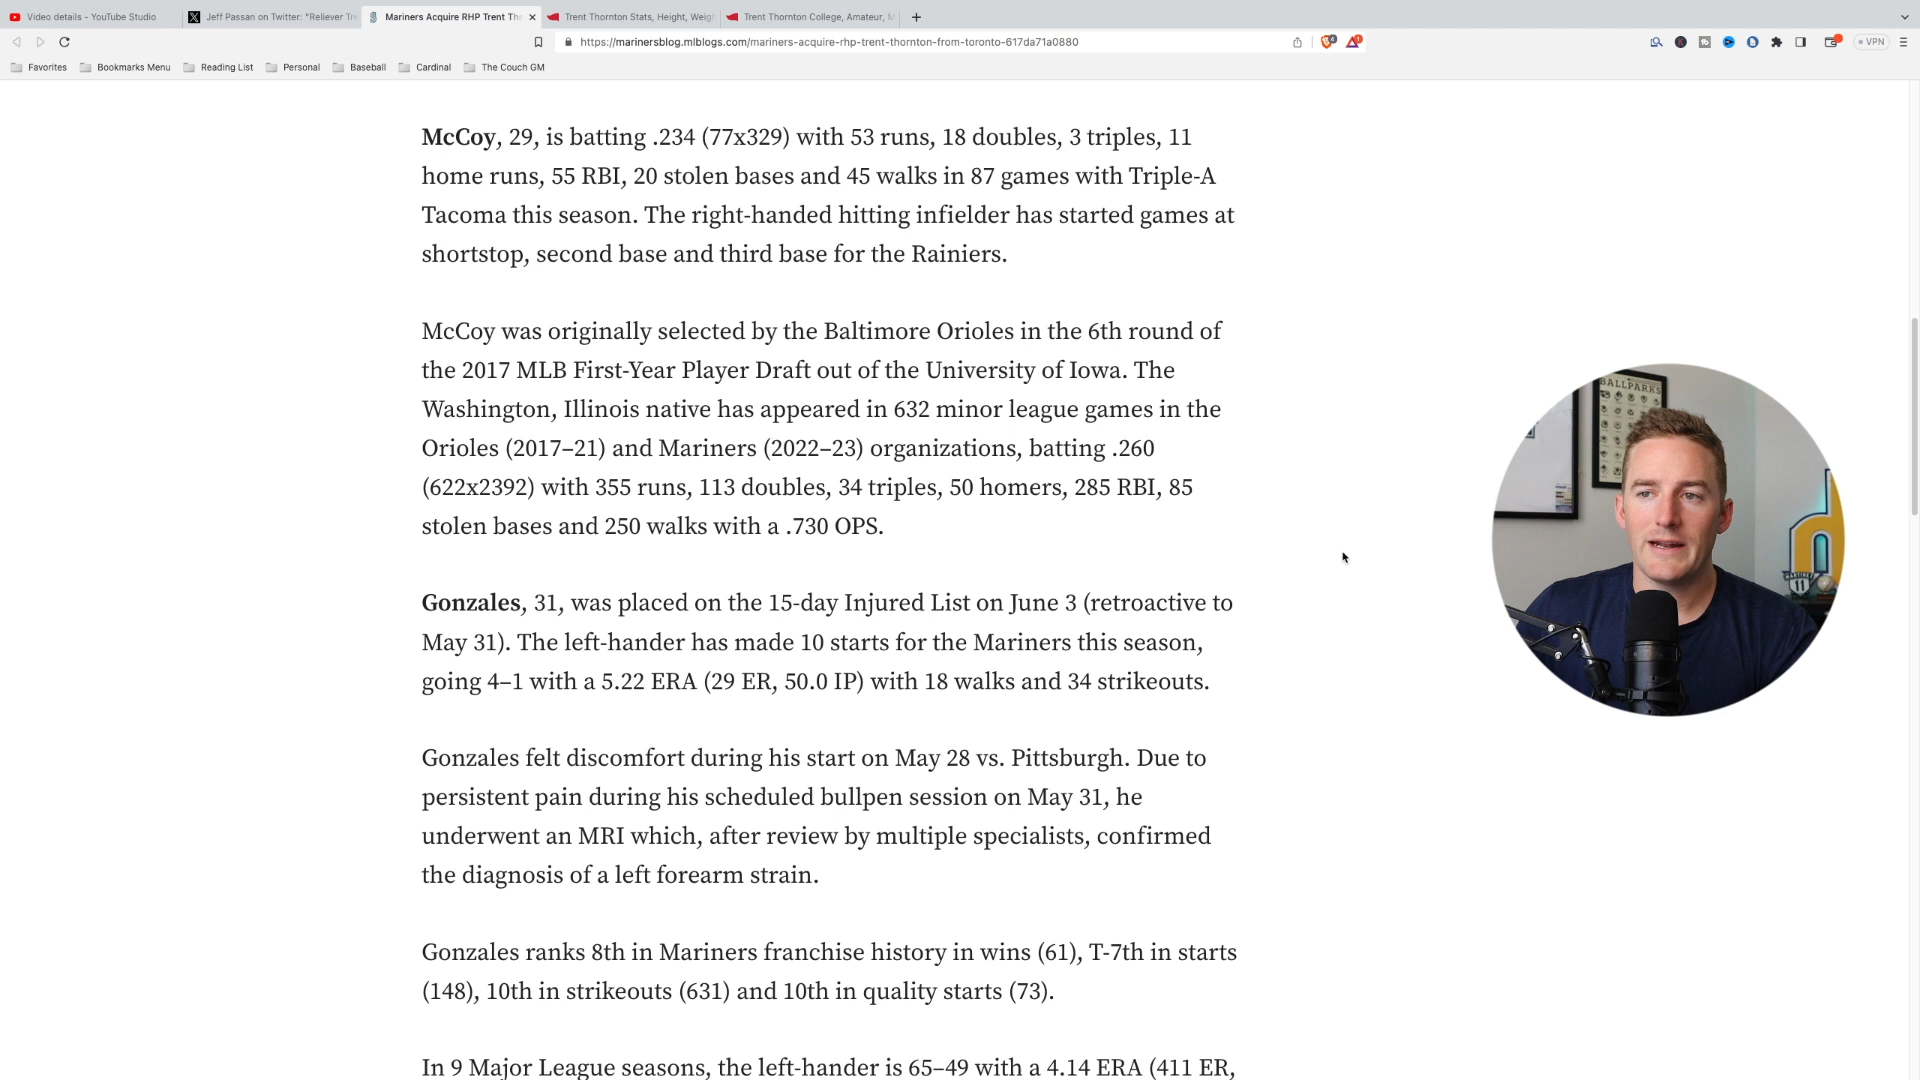 Video details - YouTube Studio
Jeff Passan on Twitter: "Reliever Tr
Mariners Acquire RHP Trent Th
Trent Thornton Stats, Height, Weigh
Trent Thornton College, Amateur, M
https://marinersblog.mlblogs.com/mariners-acquire-rhp-trent-thornton-from-toronto-617da71a0880
VPN
Favorites
Bookmarks Menu
Reading List
Personal
Baseball
Cardinal
The Couch GM
McCoy, 29, is batting .234 (77x329) with 53 runs, 18 doubles, 3 triples, 11
home runs, 55 RBI, 20 stolen bases and 45 walks in 87 games with Triple-A
Tacoma this season. The right-handed hitting infielder has started games at
shortstop, second base and third base for the Rainiers.
McCoy was originally selected by the Baltimore Orioles in the 6th round of
the 2017 MLB First-Year Player Draft out of the University of Iowa. The
Washington, Illinois native has appeared in 632 minor league games in the
Orioles (2017–21) and Mariners (2022–23) organizations, batting .260
(622x2392) with 355 runs, 113 doubles, 34 triples, 50 homers, 285 RBI, 85
stolen bases and 250 walks with a .730 OPS.
Gonzales, 31, was placed on the 15-day Injured List on June 3 (retroactive to
May 31). The left-hander has made 10 starts for the Mariners this season,
going 4–1 with a 5.22 ERA (29 ER, 50.0 IP) with 18 walks and 34 strikeouts.
Gonzales felt discomfort during his start on May 28 vs. Pittsburgh. Due to
persistent pain during his scheduled bullpen session on May 31, he
underwent an MRI which, after review by multiple specialists, confirmed
the diagnosis of a left forearm strain.
Gonzales ranks 8th in Mariners franchise history in wins (61), T-7th in starts
(148), 10th in strikeouts (631) and 10th in quality starts (73).
In 9 Major League seasons, the left-hander is 65–49 with a 4.14 ERA (411 ER,
BALLPARKS
MARTINEZ
11